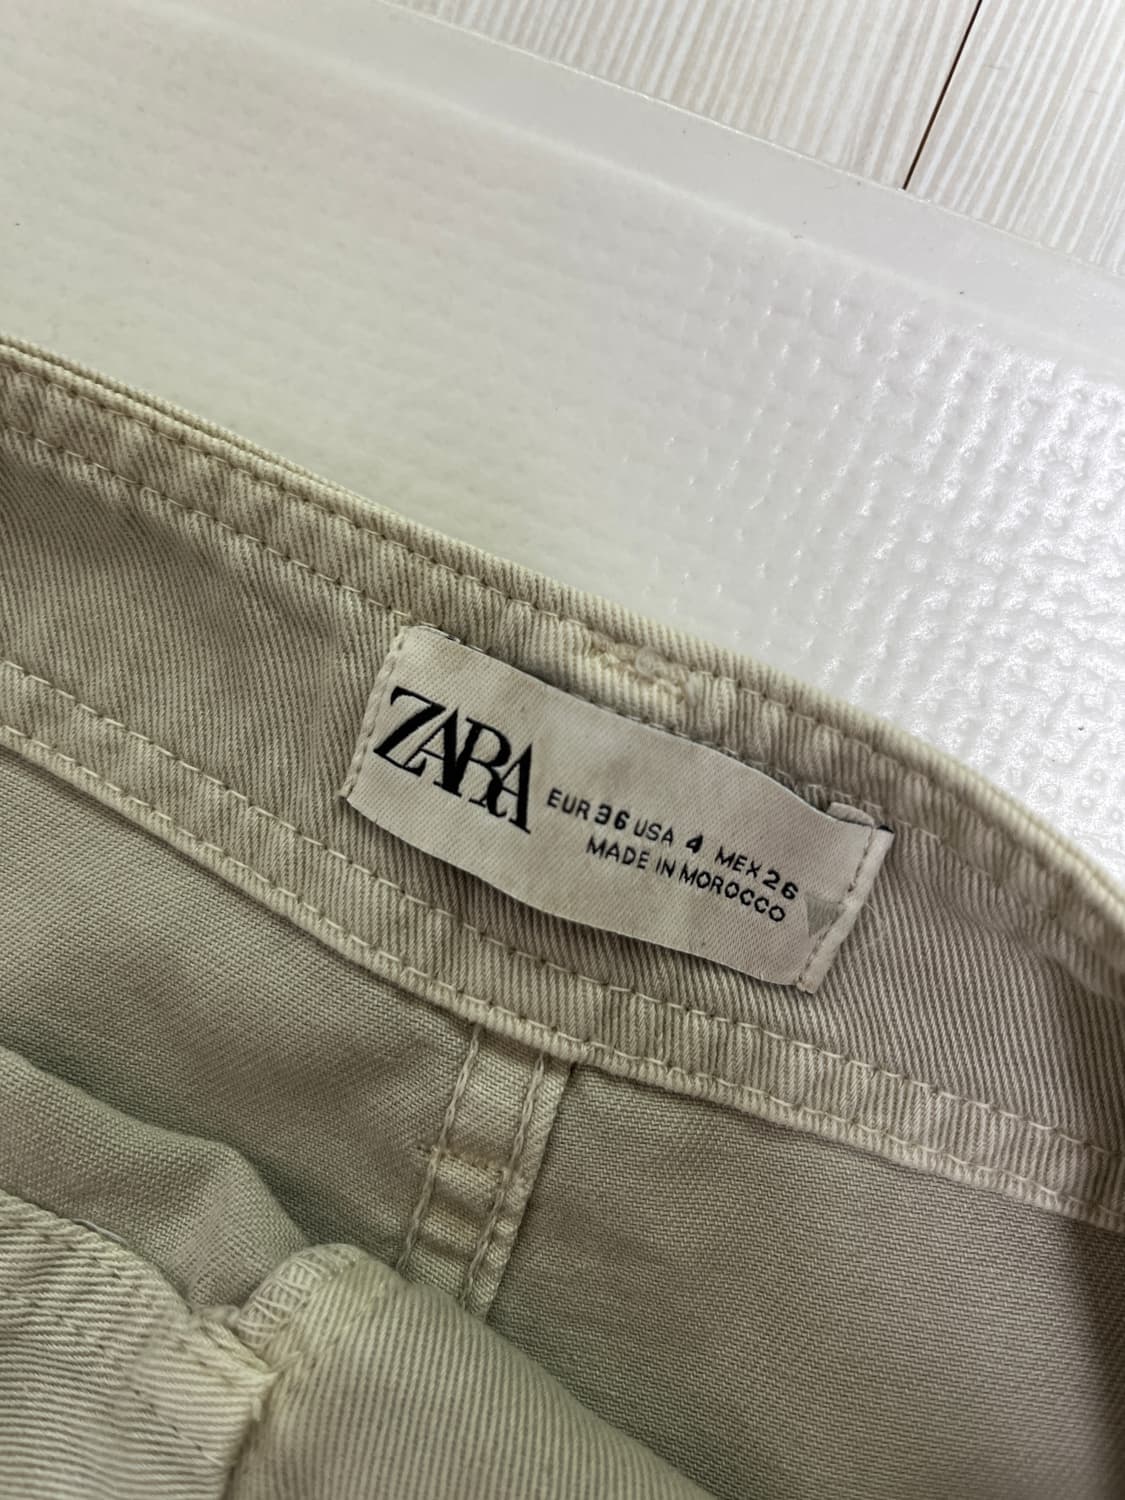 ZARA
EUR 36 USA 4 MEX 26
MADE IN MOROCCO